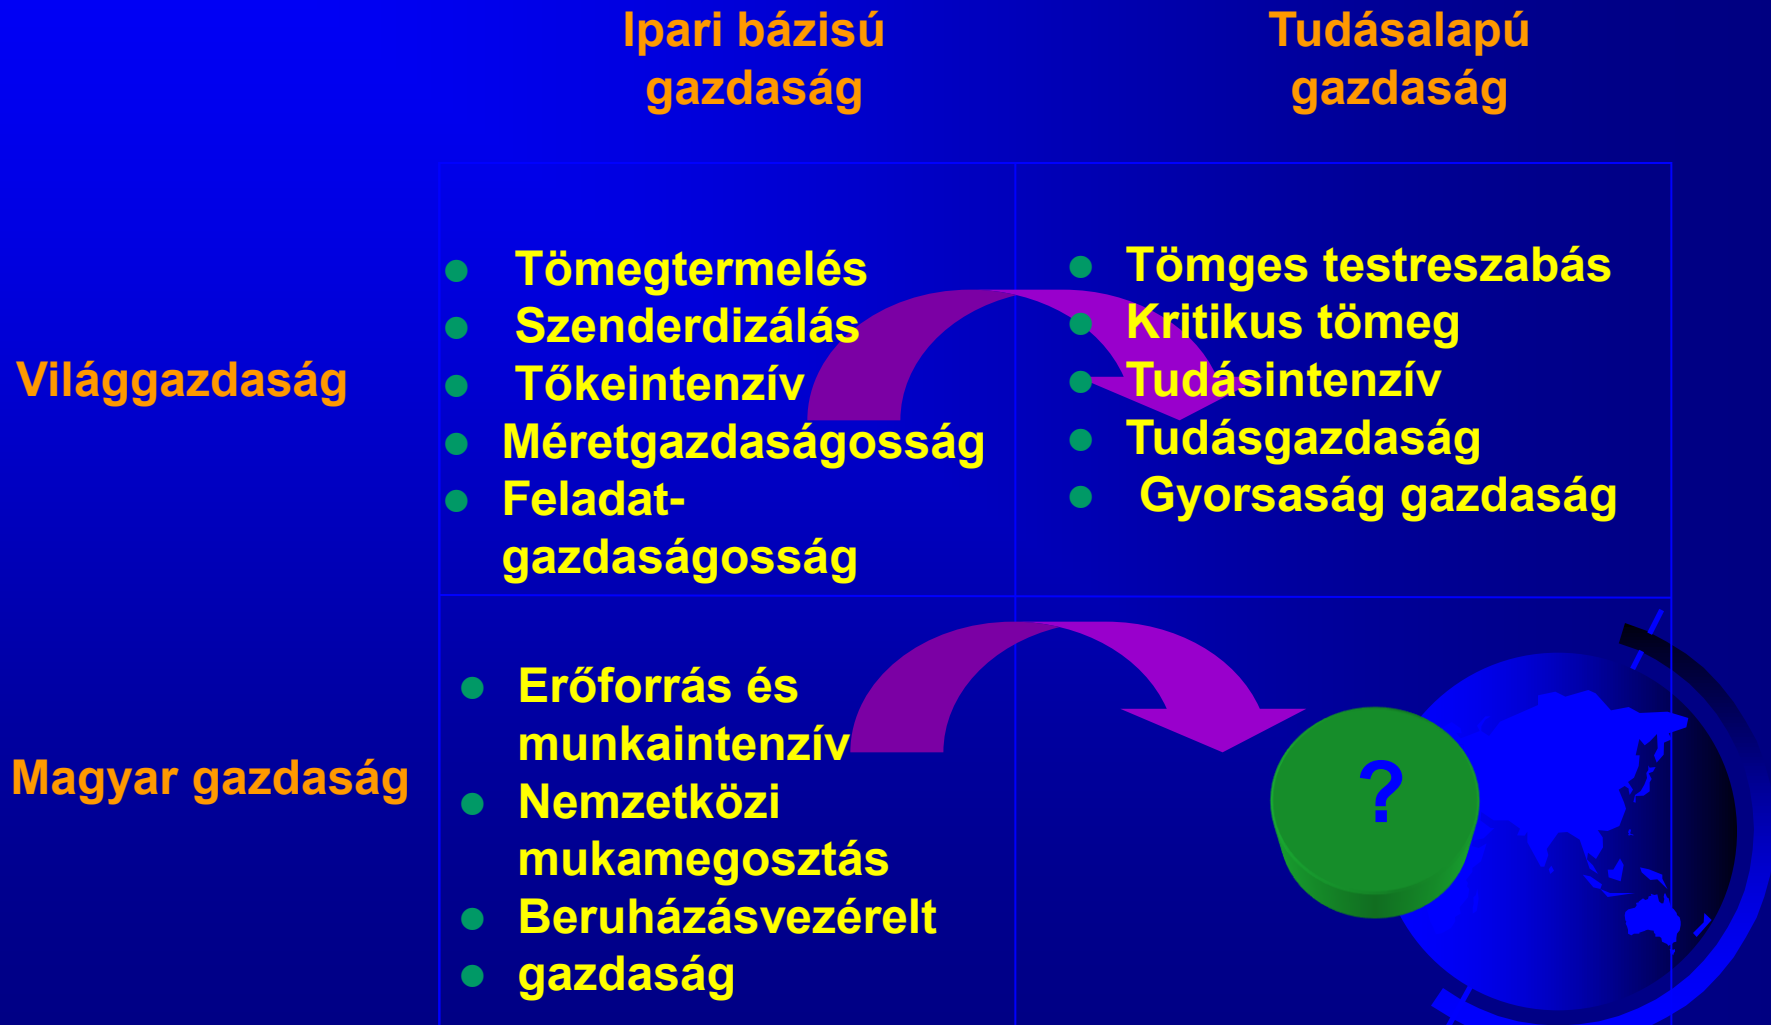 Ipari bázisú
gazdaság
Tudásalapú
gazdaság
Világgazdaság
Tömegtermelés
Szenderdizálás
Tőkeintenzív
Méretgazdaságosság
Feladat-
gazdaságosság
Tömges testreszabás
Kritikus tömeg
Tudásintenzív
Tudásgazdaság
Gyorsaság gazdaság
Magyar gazdaság
Erőforrás és
munkaintenzív
Nemzetközi
mukamegosztás
Beruházásvezérelt
gazdaság
?